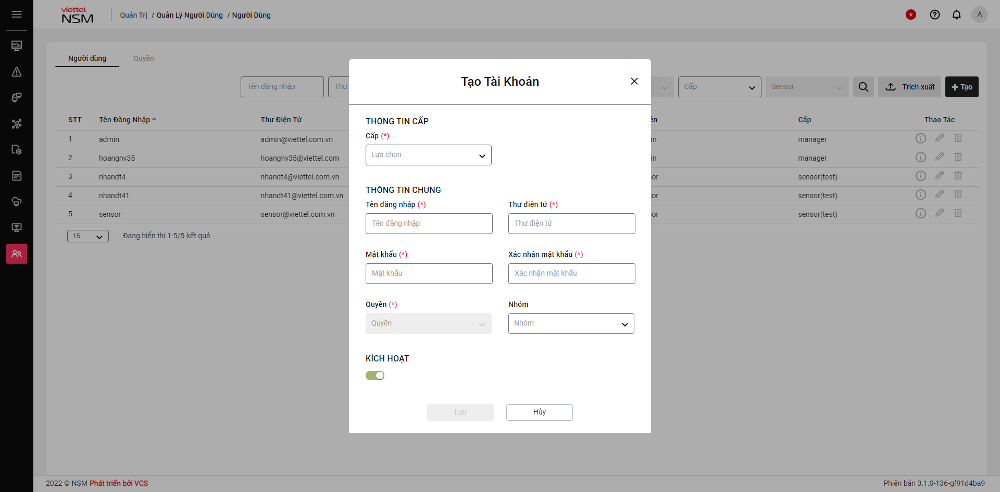 viettel
NSM
Quản Trị / Quản Lý Người Dùng / Người Dùng
A
Người dùng
Quyền
Tên đăng nhập
Thư
Cấp
Sensor
Trích xuất
Tạo
STT
Tên Đăng Nhập
Thư Điện Tử
Cấp
Thao Tác
1 admin admin@viettel.com.vn manager
2 hoangnv35 hoangnv35@viettel.com manager
3 nhandt4 nhandt4@viettel.com.vn sensor(test)
4 nhandt41 nhandt41@viettel.com.vn sensor(test)
5 sensor sensor@viettel.com.vn sensor(test)
15
Đang hiển thị 1-5/5 kết quả
Tạo Tài Khoản
THÔNG TIN CẤP
Cấp (*)
Lựa chọn
THÔNG TIN CHUNG
Tên đăng nhập (*)
Thư điện tử (*)
Tên đăng nhập
Thư điện tử
Mật khẩu (*)
Xác nhận mật khẩu (*)
Mật khẩu
Xác nhận mật khẩu
Quyền (*)
Nhóm
Quyền
Nhóm
KÍCH HOẠT
Lưu
Hủy
2022 © NSM Phát triển bởi VCS
Phiên bản 3.1.0-136-gf91d4ba9